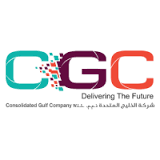 CGC
Delivering The Future
Consolidated Gulf Company W.L.L. شركة الخليج المتحدة ذ.م.م.